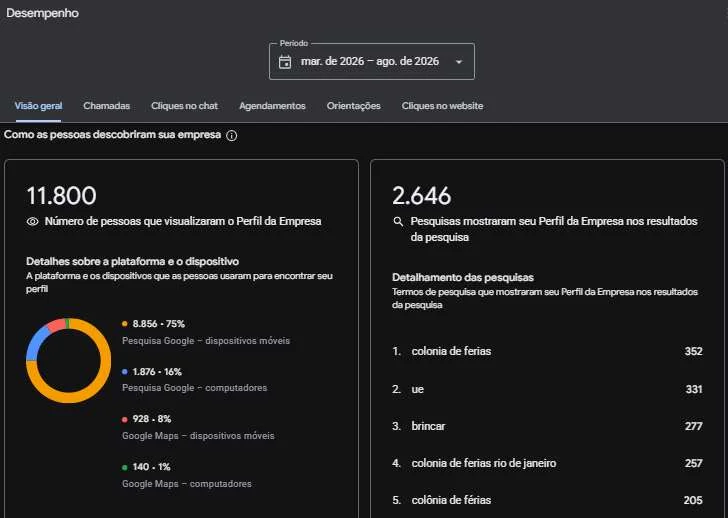 Desempenho
Período
mar. de 2026 – ago. de 2026
Visão geral
Chamadas
Cliques no chat
Agendamentos
Orientações
Cliques no website
Como as pessoas descobriram sua empresa
11.800
Número de pessoas que visualizaram o Perfil da Empresa
Detalhes sobre a plataforma e o dispositivo
A plataforma e os dispositivos que as pessoas usaram para encontrar seu
perfil
8.856 • 75%
Pesquisa Google – dispositivos móveis
1.876 • 16%
Pesquisa Google – computadores
928 • 8%
Google Maps – dispositivos móveis
140 • 1%
Google Maps – computadores
2.646
Pesquisas mostraram seu Perfil da Empresa nos resultados
da pesquisa
Detalhamento das pesquisas
Termos de pesquisa que mostraram seu Perfil da Empresa nos resultados
da pesquisa
1. colonia de ferias 352
2. ue 331
3. brincar 277
4. colonia de ferias rio de janeiro 257
5. colônia de férias 205